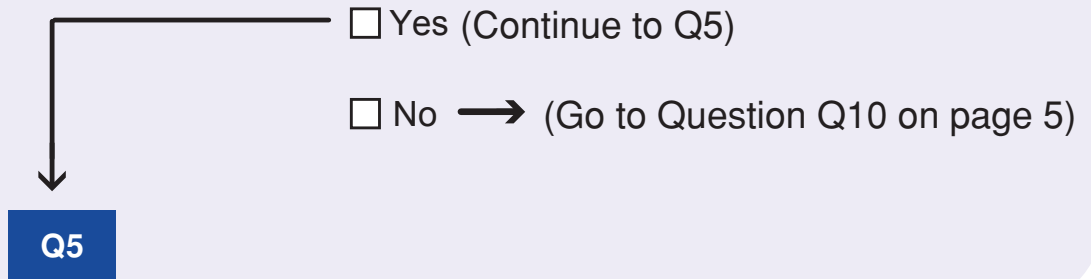 Yes (Continue to Q5)
No → (Go to Question Q10 on page 5)
Q5